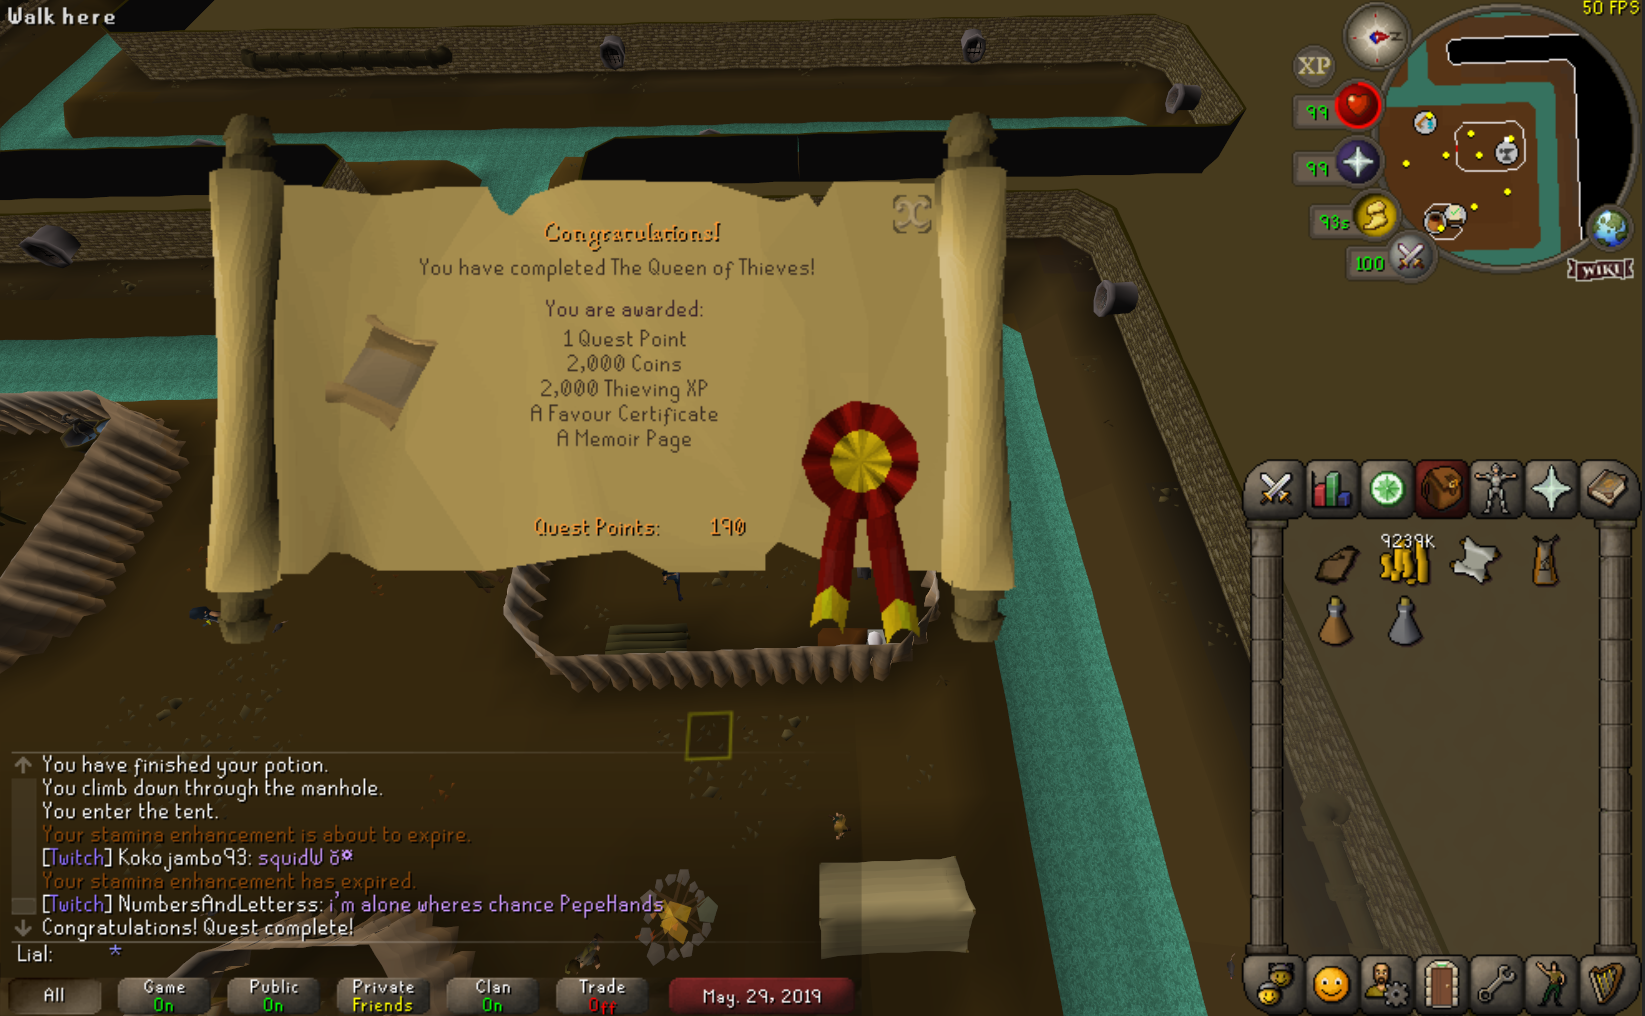 Walk here
50 FPS
XP
99
99
93s
100
WIKI
Congratulations!
You have completed The Queen of Thieves!
You are awarded:
1 Quest Point
2,000 Coins
2,000 Thieving XP
A Favour Certificate
A Memoir Page
Quest Points: 190
9239K
You have finished your potion.
You climb down through the manhole.
You enter the tent.
Your stamina enhancement is about to expire.
[Twitch] Kokojambo93: squidW ŏ¤
Your stamina enhancement has expired.
[Twitch] NumbersAndLetterss: i'm alone wheres chance PepeHands
Congratulations! Quest complete!
Lial: *
All
Game
On
Public
On
Private
Friends
Clan
On
Trade
Off
May. 29, 2019